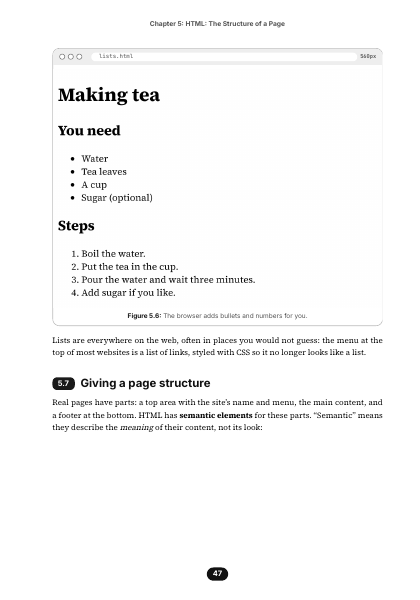 Chapter 5: HTML: The Structure of a Page
lists.html
560px
Making tea
You need
• Water
• Tea leaves
• A cup
• Sugar (optional)
Steps
1. Boil the water.
2. Put the tea in the cup.
3. Pour the water and wait three minutes.
4. Add sugar if you like.
Figure 5.6: The browser adds bullets and numbers for you.
Lists are everywhere on the web, often in places you would not guess: the menu at the
top of most websites is a list of links, styled with CSS so it no longer looks like a list.
5.7 Giving a page structure
Real pages have parts: a top area with the site's name and menu, the main content, and
a footer at the bottom. HTML has semantic elements for these parts. “Semantic” means
they describe the meaning of their content, not its look:
47